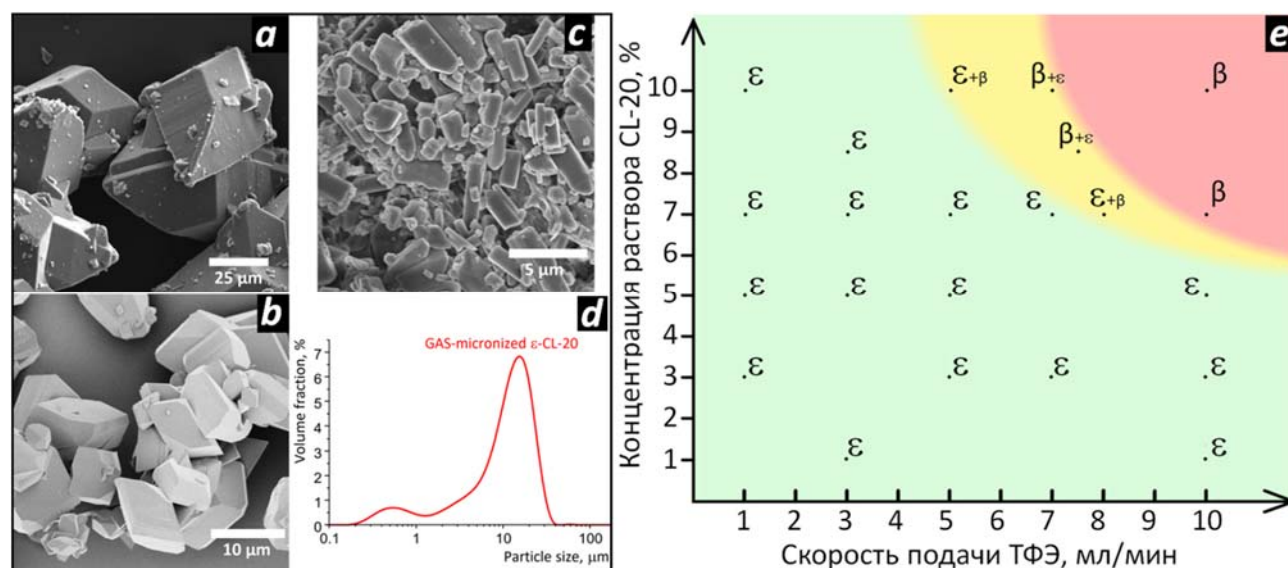 a
25 μm
b
10 μm
c
5 μm
d
GAS-micronized ε-CL-20
Volume fraction, %
7
6
5
4
3
2
1
0
0.1 1 10 100
Particle size, μm
e
Концентрация раствора CL-20, %
10 ε ε+β β+ε β
9 ε β+ε
8
7 ε ε ε ε ε+β β
6
5 ε ε ε ε
4
3 ε ε ε ε
2
1 ε ε
1 2 3 4 5 6 7 8 9 10
Скорость подачи ТФЭ, мл/мин